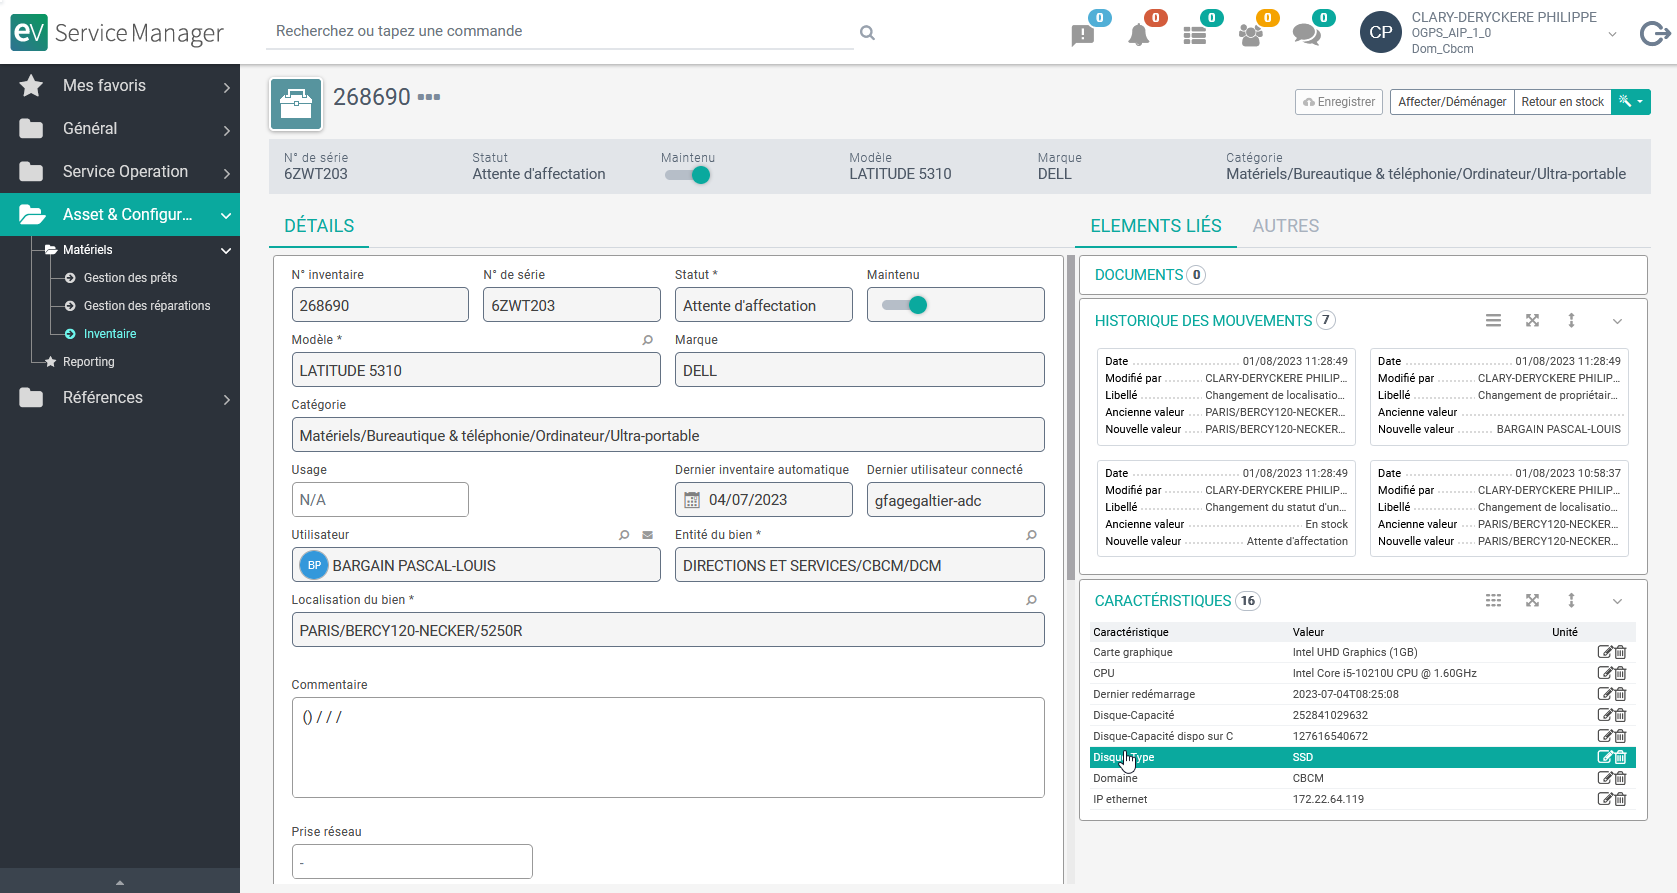 eV Service Manager
Recherchez ou tapez une commande
0
0
0
0
0
CP
CLARY-DERYCKERE PHILIPPE
OGPS_AIP_1_0
Dom_Cbcm
Mes favoris
Général
Service Operation
Asset & Configur...
Matériels
Gestion des prêts
Gestion des réparations
Inventaire
Reporting
Références
268690
Enregistrer
Affecter/Déménager
Retour en stock
N° de série
6ZWT203
Statut
Attente d'affectation
Maintenu
Modèle
LATITUDE 5310
Marque
DELL
Catégorie
Matériels/Bureautique & téléphonie/Ordinateur/Ultra-portable
DÉTAILS
N° inventaire
268690
N° de série
6ZWT203
Statut *
Attente d'affectation
Maintenu
Modèle *
LATITUDE 5310
Marque
DELL
Catégorie
Matériels/Bureautique & téléphonie/Ordinateur/Ultra-portable
Usage
N/A
Dernier inventaire automatique
04/07/2023
Dernier utilisateur connecté
gfagegaltier-adc
Utilisateur
BP BARGAIN PASCAL-LOUIS
Entité du bien *
DIRECTIONS ET SERVICES/CBCM/DCM
Localisation du bien *
PARIS/BERCY120-NECKER/5250R
Commentaire
() / / /
Prise réseau
-
ELEMENTS LIÉS
AUTRES
DOCUMENTS 0
HISTORIQUE DES MOUVEMENTS 7
Date 01/08/2023 11:28:49
Modifié par CLARY-DERYCKERE PHILIP...
Libellé Changement de localisatio...
Ancienne valeur PARIS/BERCY120-NECKER...
Nouvelle valeur PARIS/BERCY120-NECKER...
Date 01/08/2023 11:28:49
Modifié par CLARY-DERYCKERE PHILIP...
Libellé Changement de propriétair...
Ancienne valeur
Nouvelle valeur BARGAIN PASCAL-LOUIS
Date 01/08/2023 11:28:49
Modifié par CLARY-DERYCKERE PHILIP...
Libellé Changement du statut d'un...
Ancienne valeur En stock
Nouvelle valeur Attente d'affectation
Date 01/08/2023 10:58:37
Modifié par CLARY-DERYCKERE PHILIP...
Libellé Changement de localisatio...
Ancienne valeur PARIS/BERCY120-NECKER...
Nouvelle valeur PARIS/BERCY120-NECKER...
CARACTÉRISTIQUES 16
Caractéristique Valeur Unité
Carte graphique Intel UHD Graphics (1GB)
CPU Intel Core i5-10210U CPU @ 1.60GHz
Dernier redémarrage 2023-07-04T08:25:08
Disque-Capacité 252841029632
Disque-Capacité dispo sur C 127616540672
Disque-Type SSD
Domaine CBCM
IP ethernet 172.22.64.119